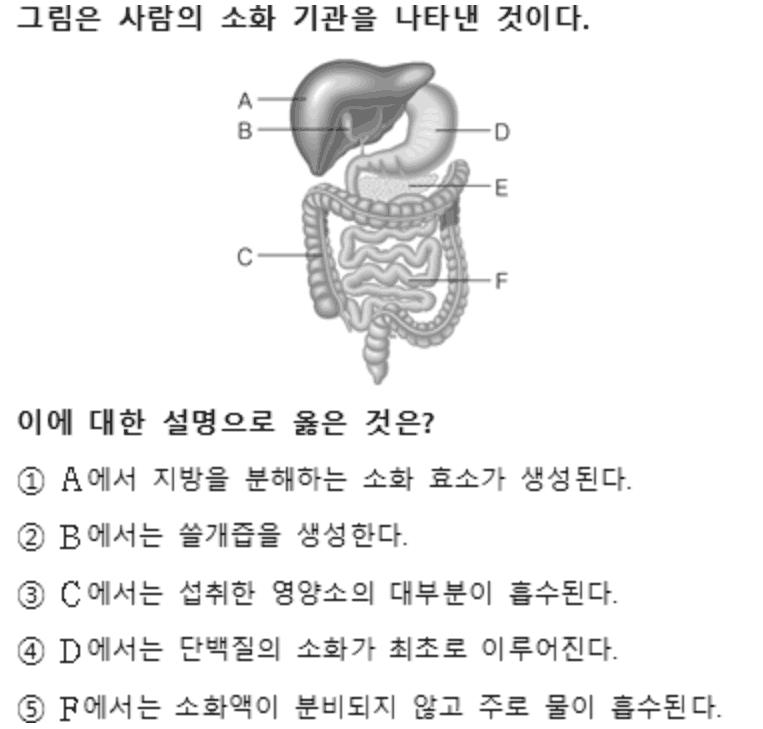 그림은 사람의 소화 기관을 나타낸 것이다.
A
B
D
E
C
F
이에 대한 설명으로 옳은 것은?
① A에서 지방을 분해하는 소화 효소가 생성된다.
② B에서는 쓸개즙을 생성한다.
③ C에서는 섭취한 영양소의 대부분이 흡수된다.
④ D에서는 단백질의 소화가 최초로 이루어진다.
⑤ F에서는 소화액이 분비되지 않고 주로 물이 흡수된다.